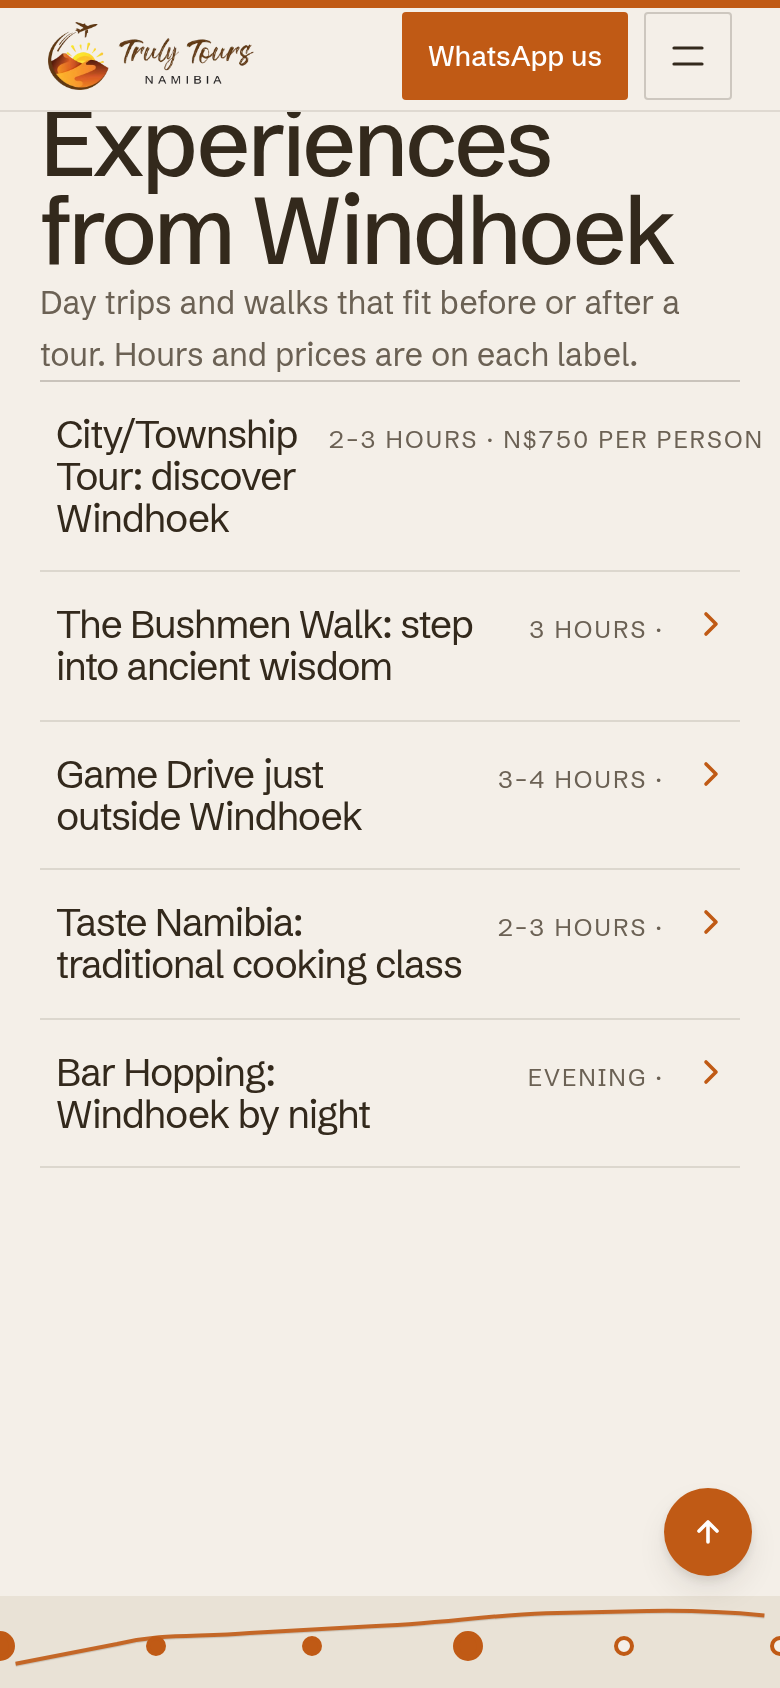 Truly Tours
NAMIBIA
WhatsApp us
Experiences
from Windhoek
Day trips and walks that fit before or after a
tour. Hours and prices are on each label.
City/Township
Tour: discover
Windhoek
2–3 HOURS · N$750 PER PERSON
The Bushmen Walk: step
into ancient wisdom
3 HOURS ·
Game Drive just
outside Windhoek
3–4 HOURS ·
Taste Namibia:
traditional cooking class
2–3 HOURS ·
Bar Hopping:
Windhoek by night
EVENING ·